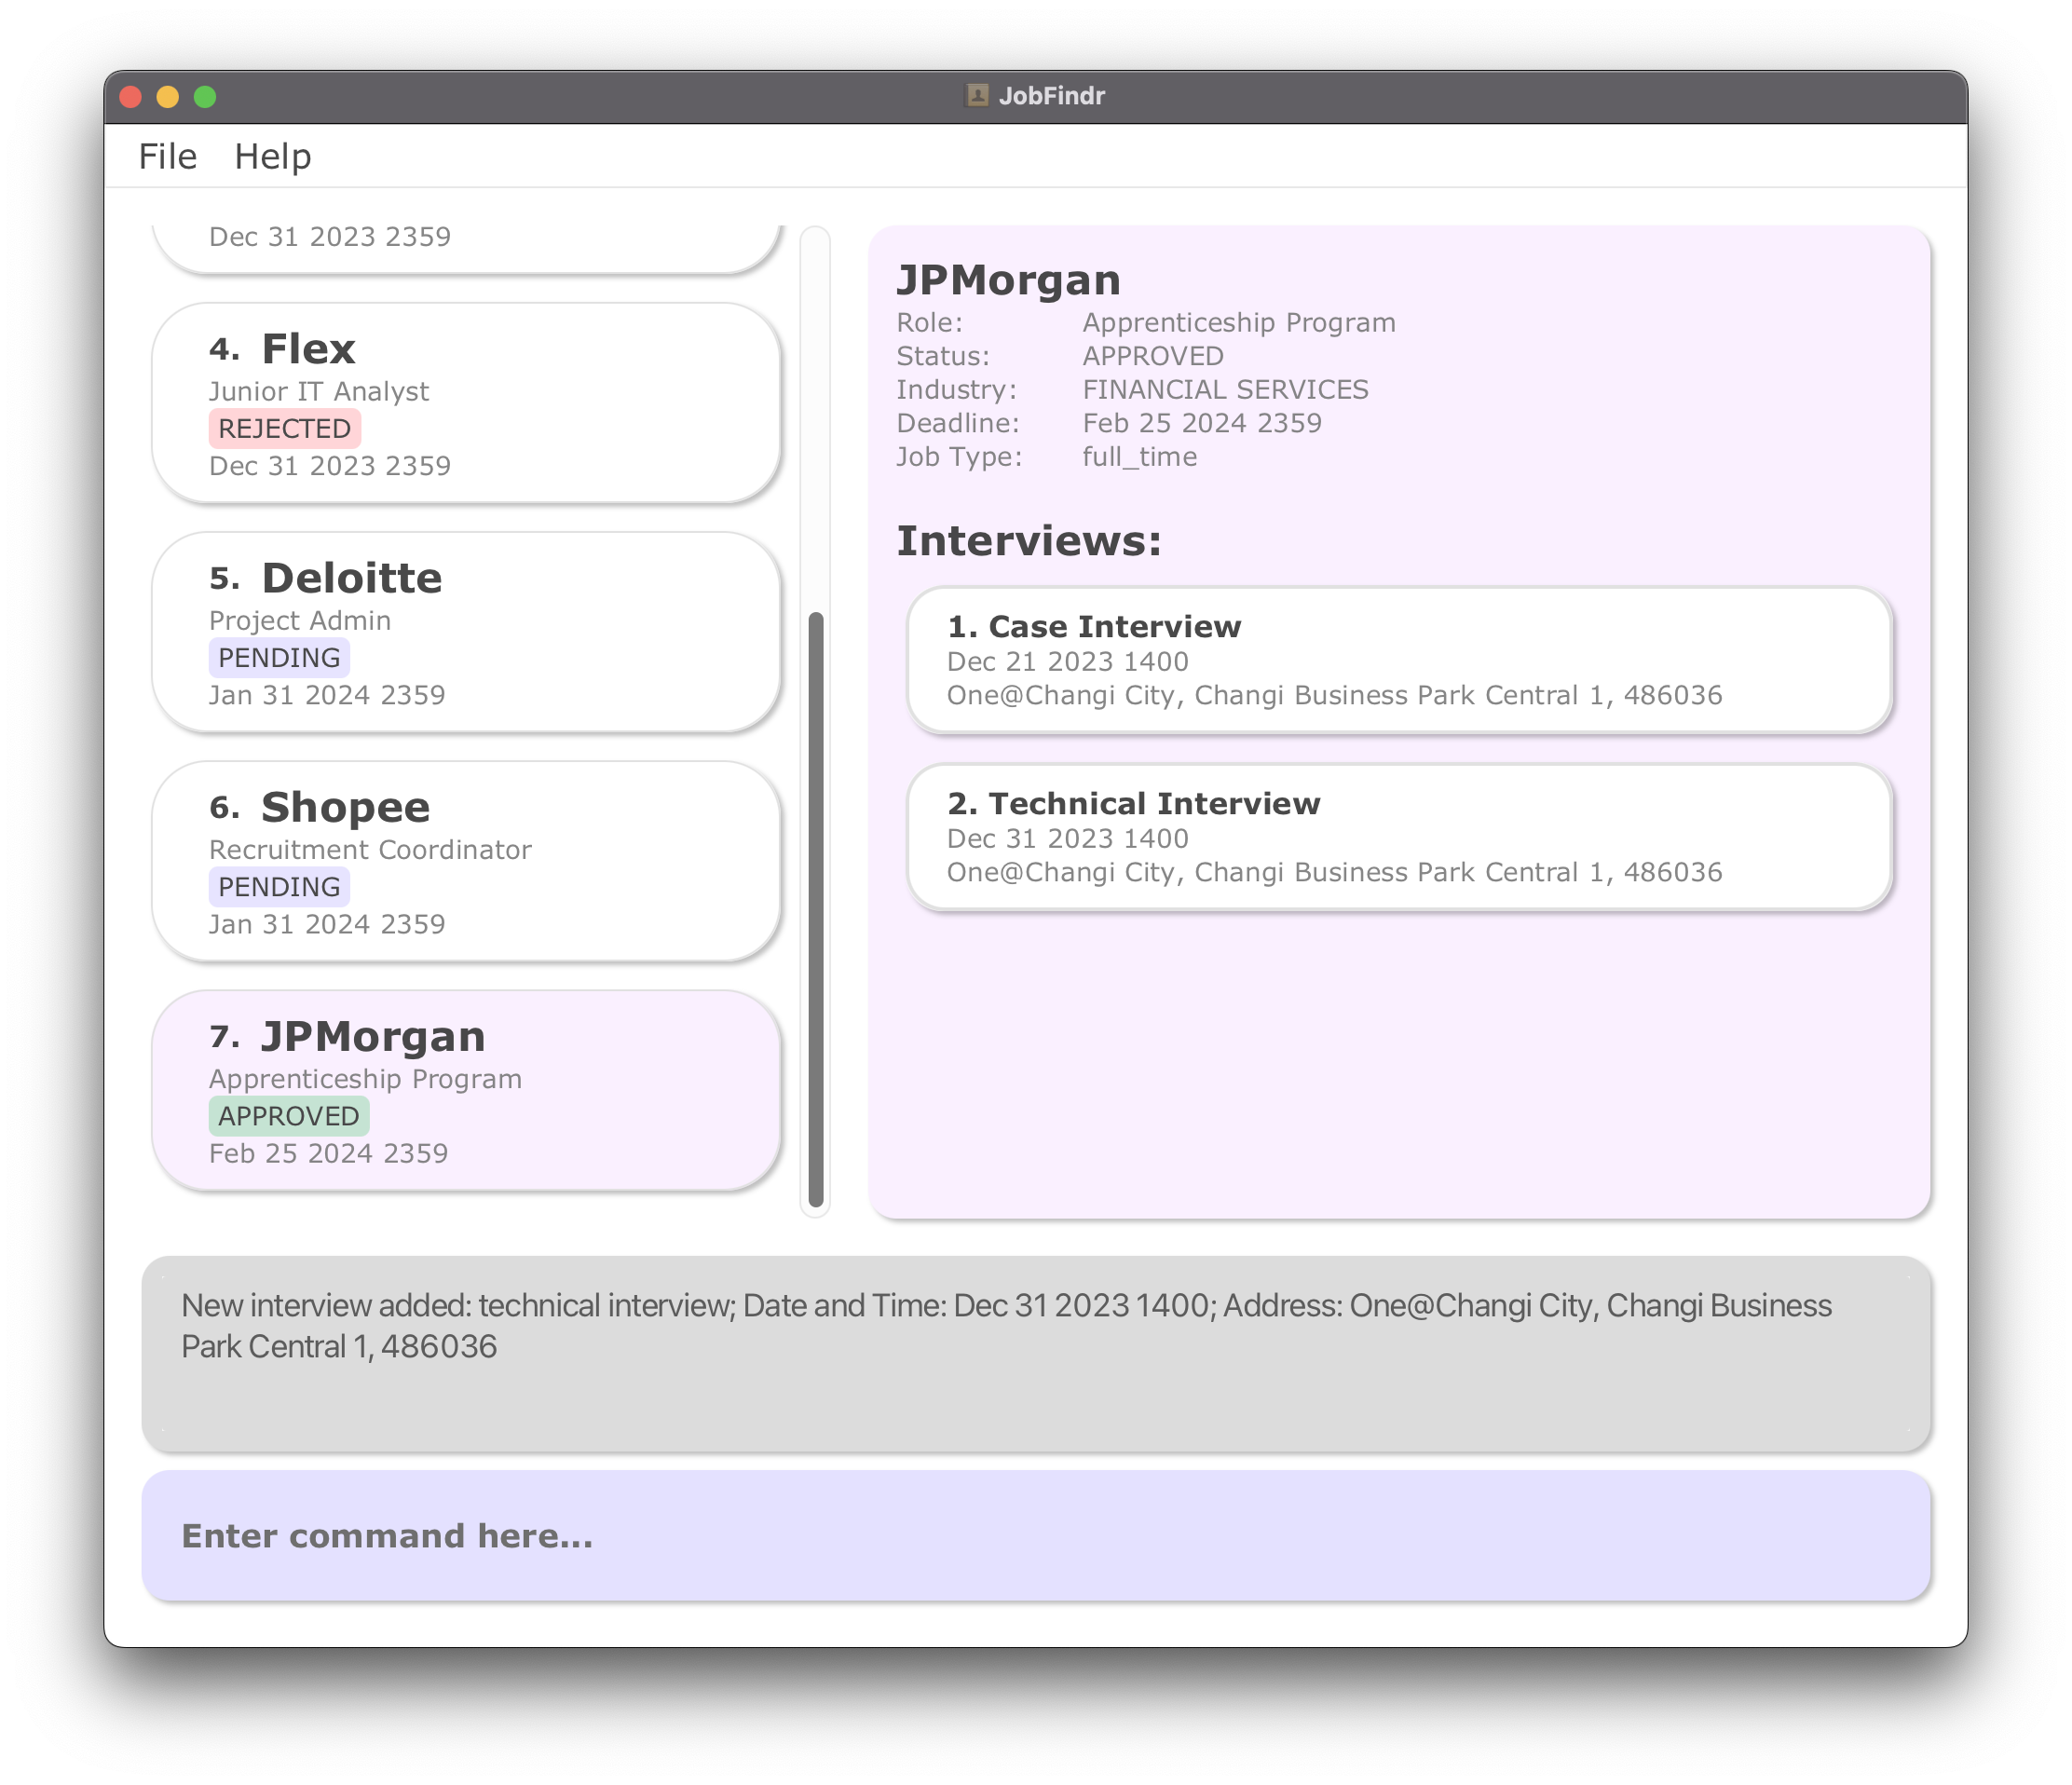 JobFindr
File Help
Dec 31 2023 2359
4. Flex
Junior IT Analyst
REJECTED
Dec 31 2023 2359
5. Deloitte
Project Admin
PENDING
Jan 31 2024 2359
6. Shopee
Recruitment Coordinator
PENDING
Jan 31 2024 2359
7. JPMorgan
Apprenticeship Program
APPROVED
Feb 25 2024 2359
JPMorgan
Role: Apprenticeship Program
Status: APPROVED
Industry: FINANCIAL SERVICES
Deadline: Feb 25 2024 2359
Job Type: full_time
Interviews:
1. Case Interview
Dec 21 2023 1400
One@Changi City, Changi Business Park Central 1, 486036
2. Technical Interview
Dec 31 2023 1400
One@Changi City, Changi Business Park Central 1, 486036
New interview added: technical interview; Date and Time: Dec 31 2023 1400; Address: One@Changi City, Changi Business
Park Central 1, 486036
Enter command here...